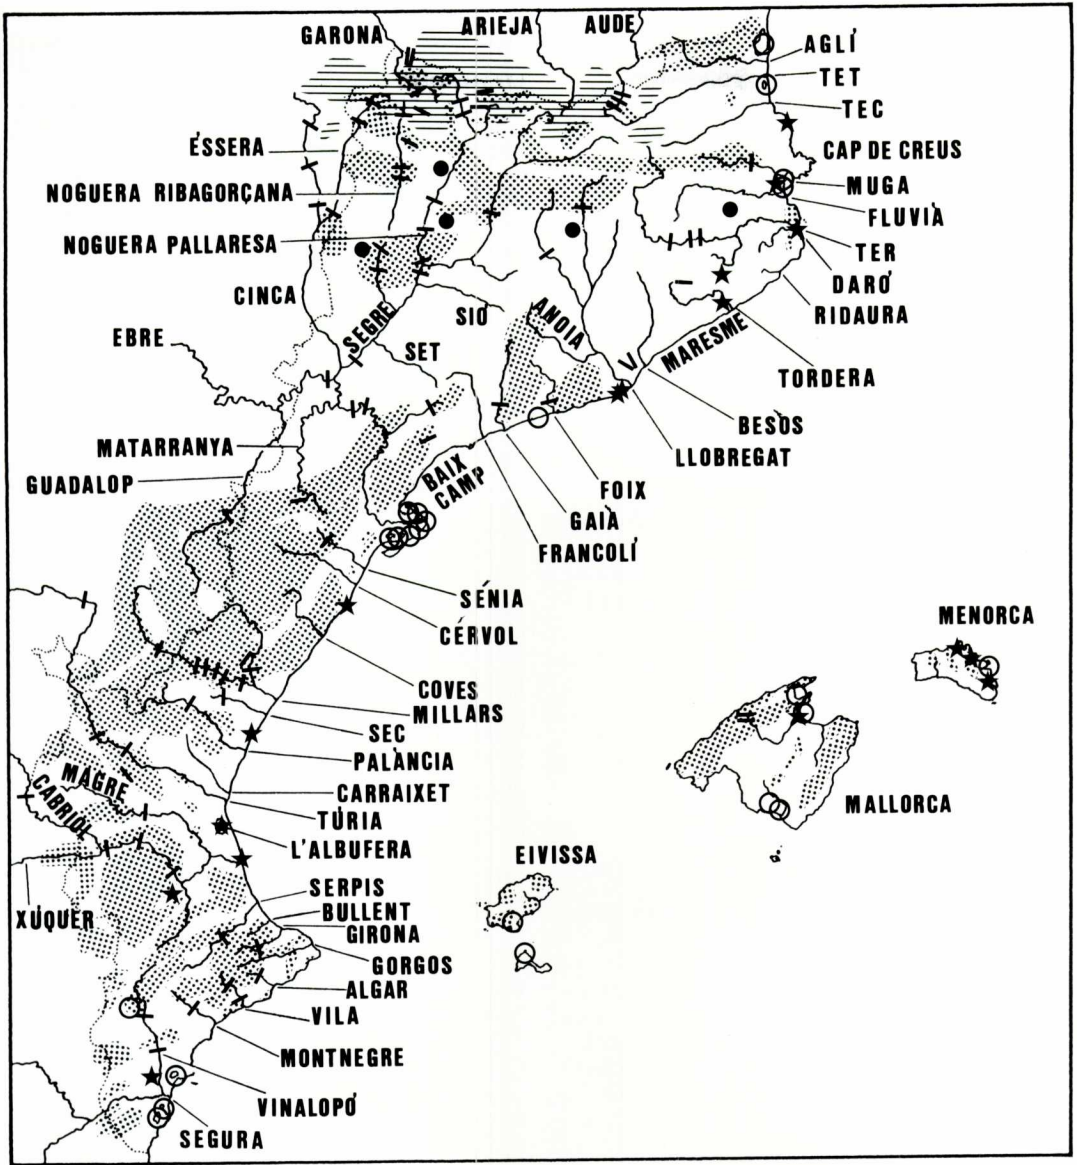 GARONA
ARIEJA
AUDE
AGLÍ
TET
TEC
ÉSSERA
CAP DE CREUS
NOGUERA RIBAGORÇANA
MUGA
FLUVIÀ
NOGUERA PALLARESA
TER
DARÓ
CINCA
RIDAURA
SEGRE
SIÓ
ANOIA
MARESME
EBRE
SET
TORDERA
BESÒS
MATARRANYA
LLOBREGAT
GUADALOP
BAIX
CAMP
FOIX
GAIÀ
FRANCOLÍ
SÉNIA
CÉRVOL
MENORCA
COVES
MILLARS
SEC
PALÀNCIA
MAGRE
CABRIOL
CARRAIXET
MALLORCA
TÚRIA
L'ALBUFERA
EIVISSA
SERPIS
XÚQUER
BULLENT
GIRONA
GORGOS
ALGAR
VILA
MONTNEGRE
VINALOPÓ
SEGURA